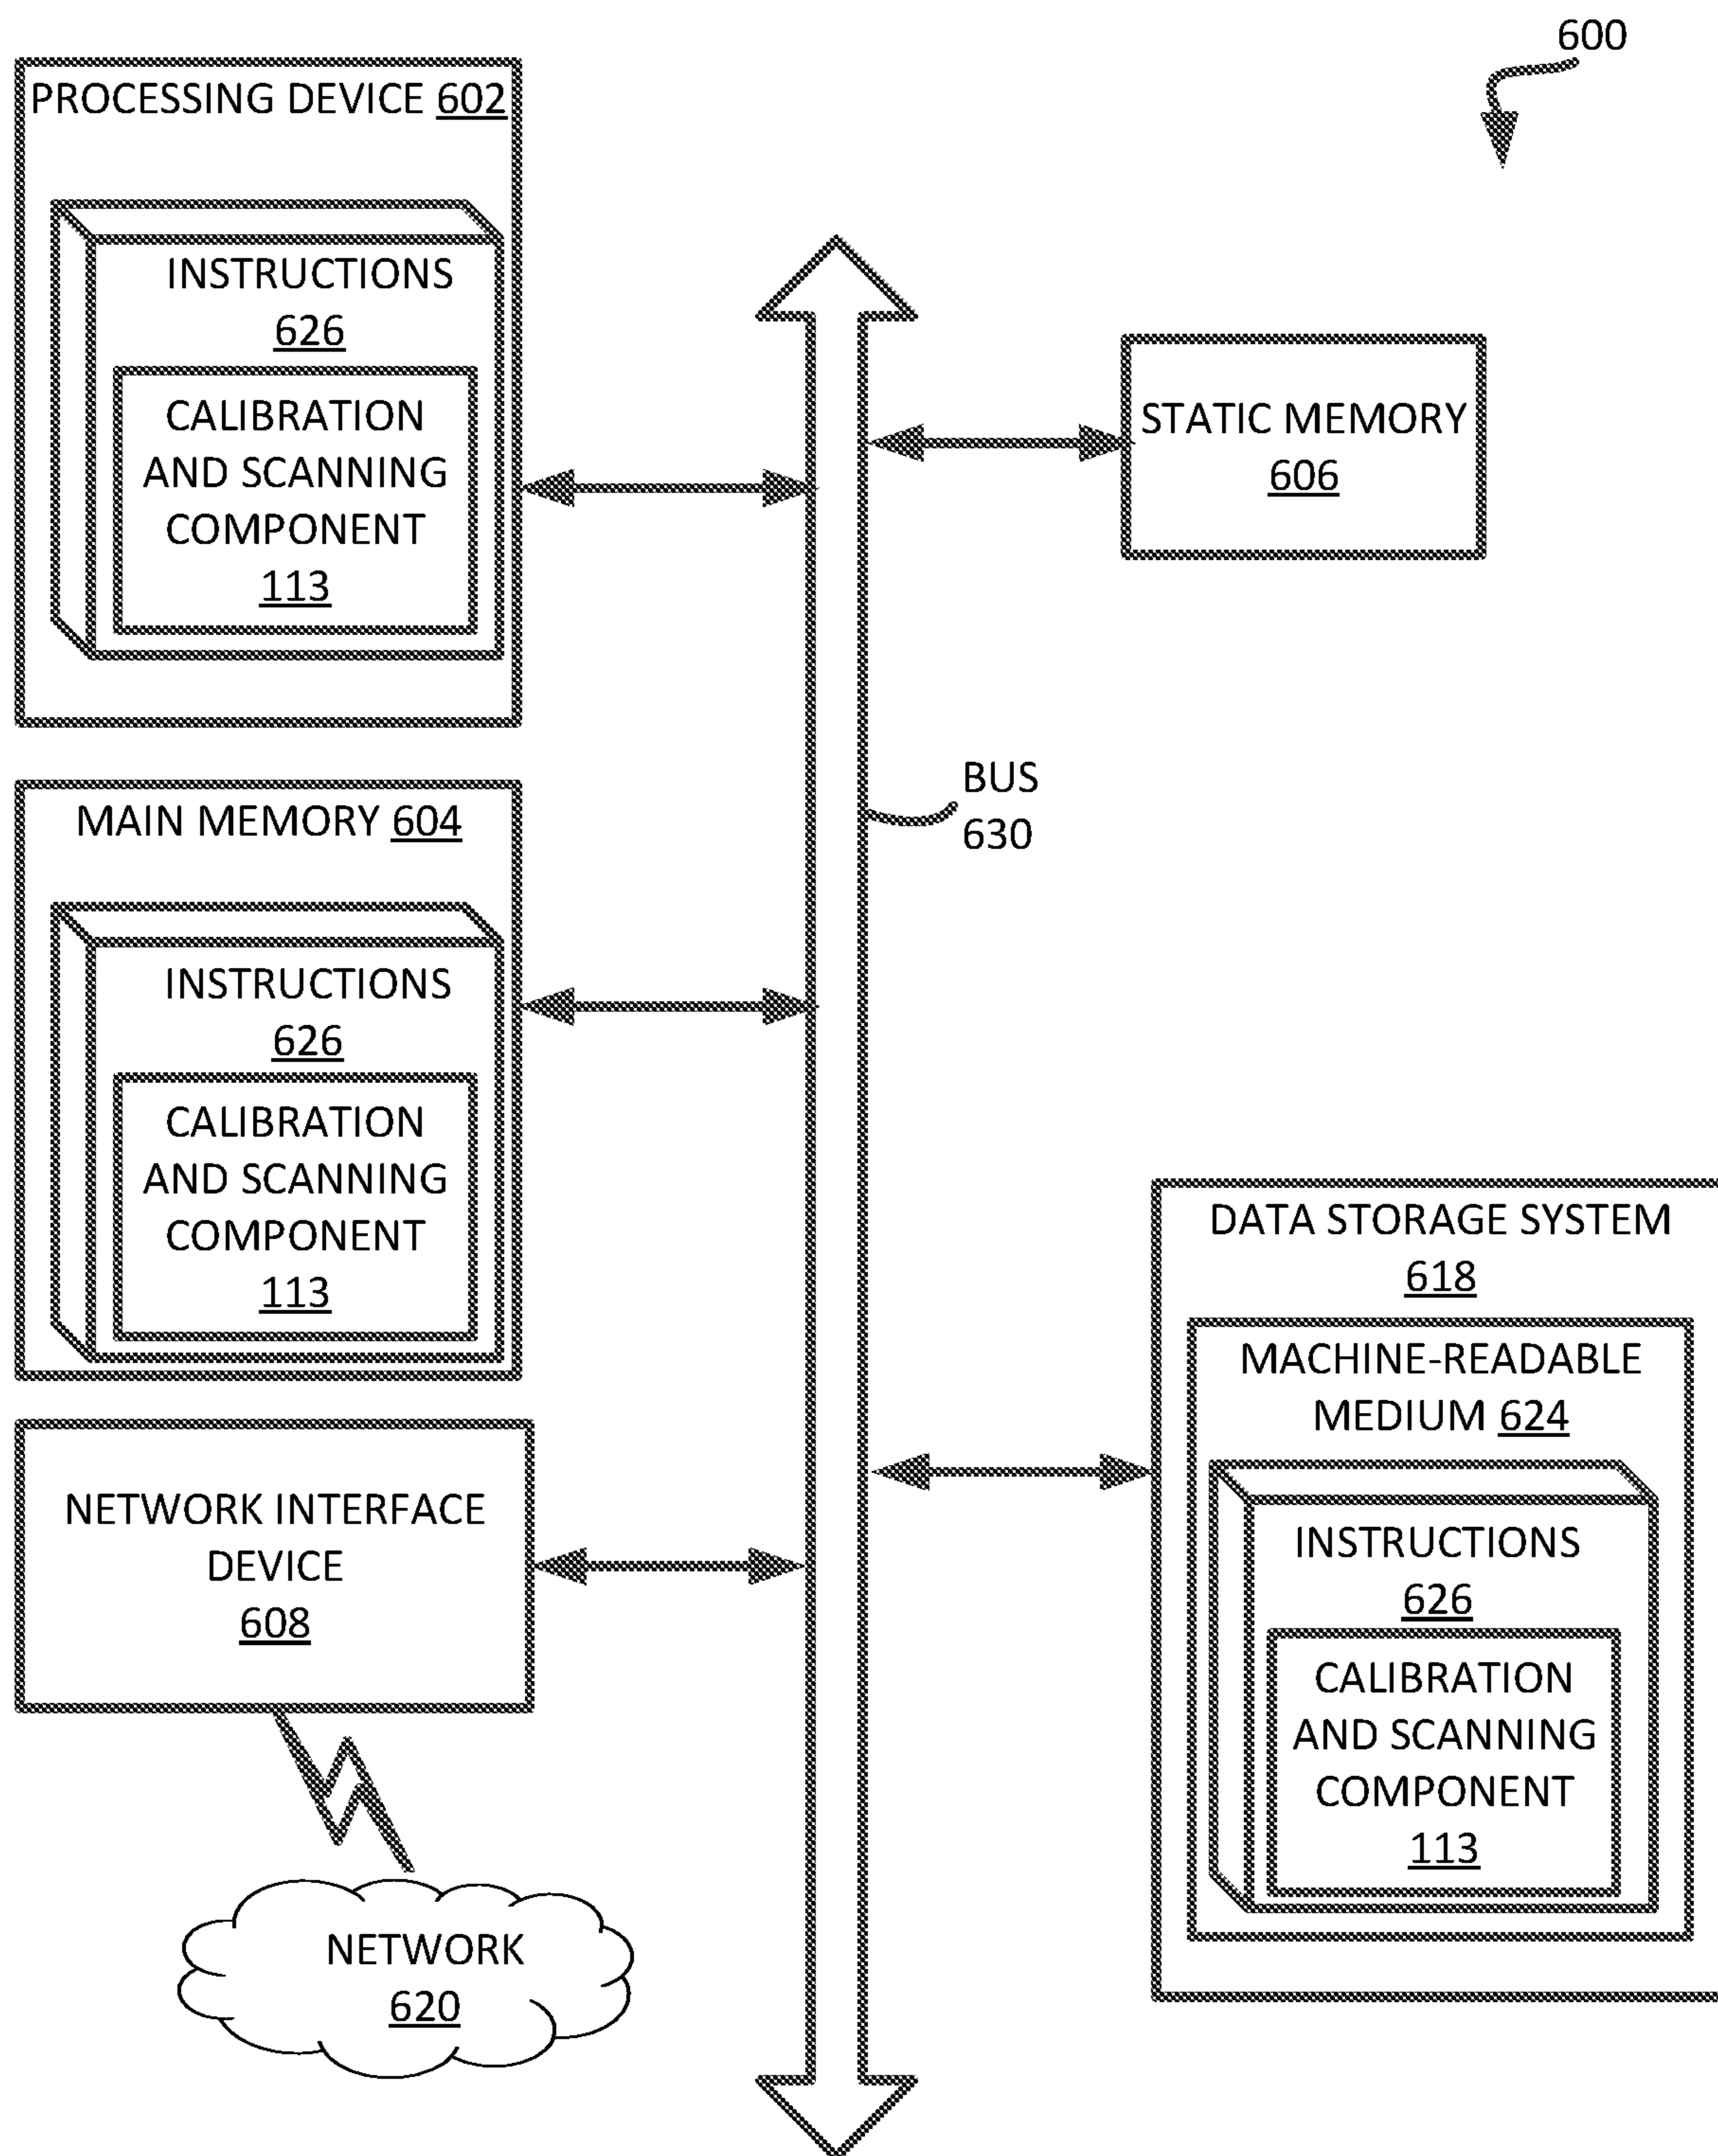 600
PROCESSING DEVICE 602
INSTRUCTIONS
626
CALIBRATION
AND SCANNING
COMPONENT
113
STATIC MEMORY
606
BUS
630
MAIN MEMORY 604
INSTRUCTIONS
626
CALIBRATION
AND SCANNING
COMPONENT
113
DATA STORAGE SYSTEM
618
MACHINE-READABLE
MEDIUM 624
INSTRUCTIONS
626
CALIBRATION
AND SCANNING
COMPONENT
113
NETWORK INTERFACE
DEVICE
608
NETWORK
620